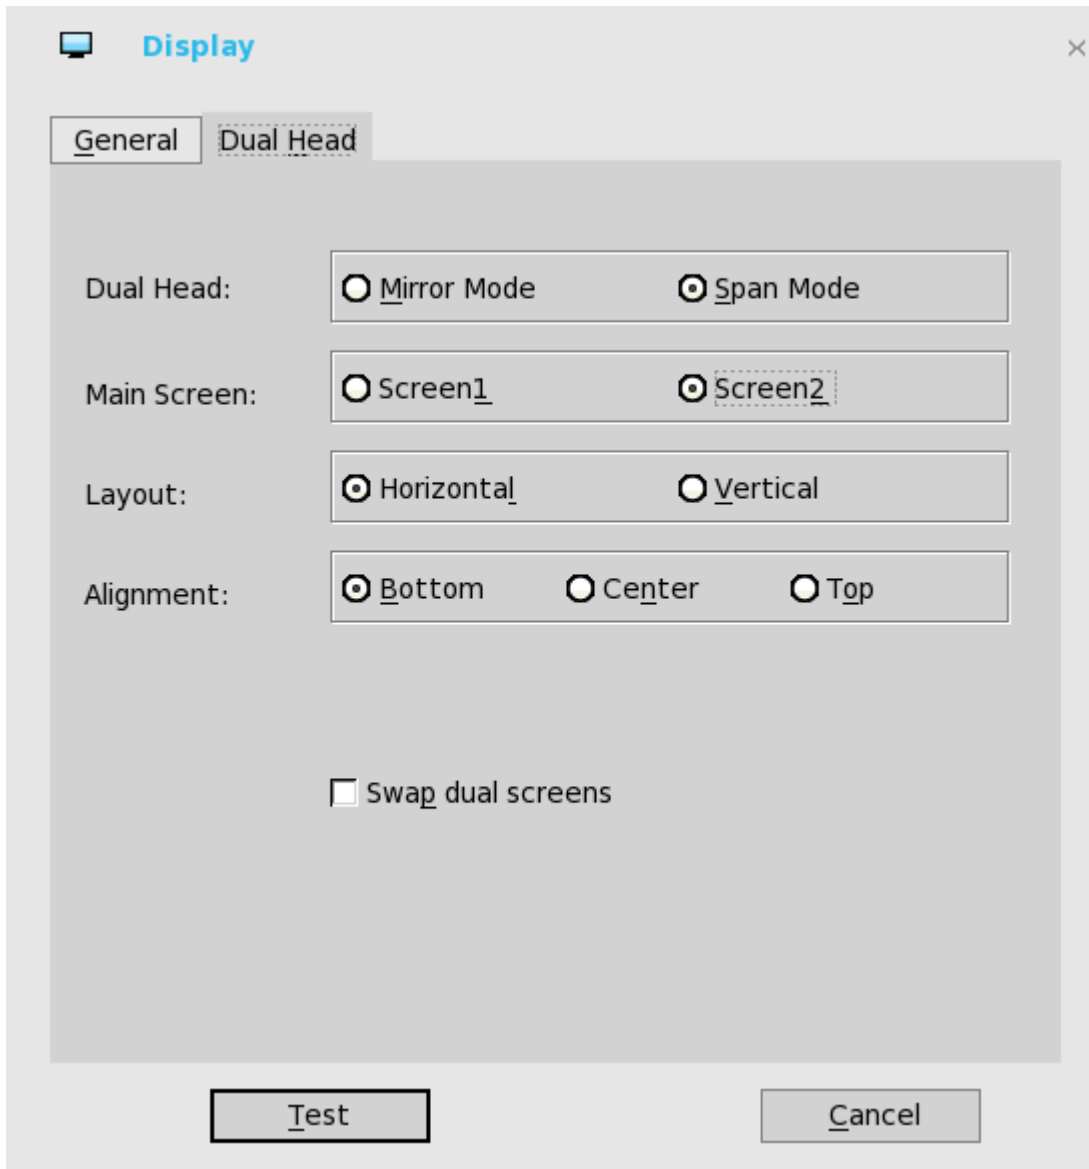 Display
General Dual Head
Dual Head: Mirror Mode Span Mode
Main Screen: Screen1 Screen2
Layout: Horizontal Vertical
Alignment: Bottom Center Top
Swap dual screens
Test Cancel